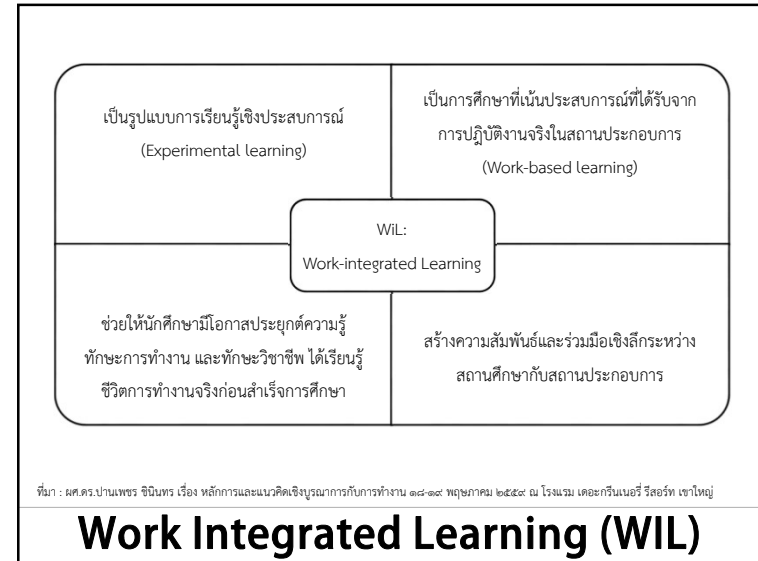 เป็นรูปแบบการเรียนรู้เชิงประสบการณ์
(Experimental learning)
เป็นการศึกษาที่เน้นประสบการณ์ที่ได้รับจาก
การปฏิบัติงานจริงในสถานประกอบการ
(Work-based learning)
WiL:
Work-integrated Learning
ช่วยให้นักศึกษามีโอกาสประยุกต์ความรู้
ทักษะการทำงาน และทักษะวิชาชีพ ได้เรียนรู้
ชีวิตการทำงานจริงก่อนสำเร็จการศึกษา
สร้างความสัมพันธ์และร่วมมือเชิงลึกระหว่าง
สถานศึกษากับสถานประกอบการ
ที่มา : ผศ.ดร.ปานเพชร ชินินทร เรื่อง หลักการและแนวคิดเชิงบูรณาการกับการทำงาน ๑๘-๑๙ พฤษภาคม ๒๕๕๙ ณ โรงแรม เดอะกรีนเนอรี่ รีสอร์ท เขาใหญ่
Work Integrated Learning (WIL)